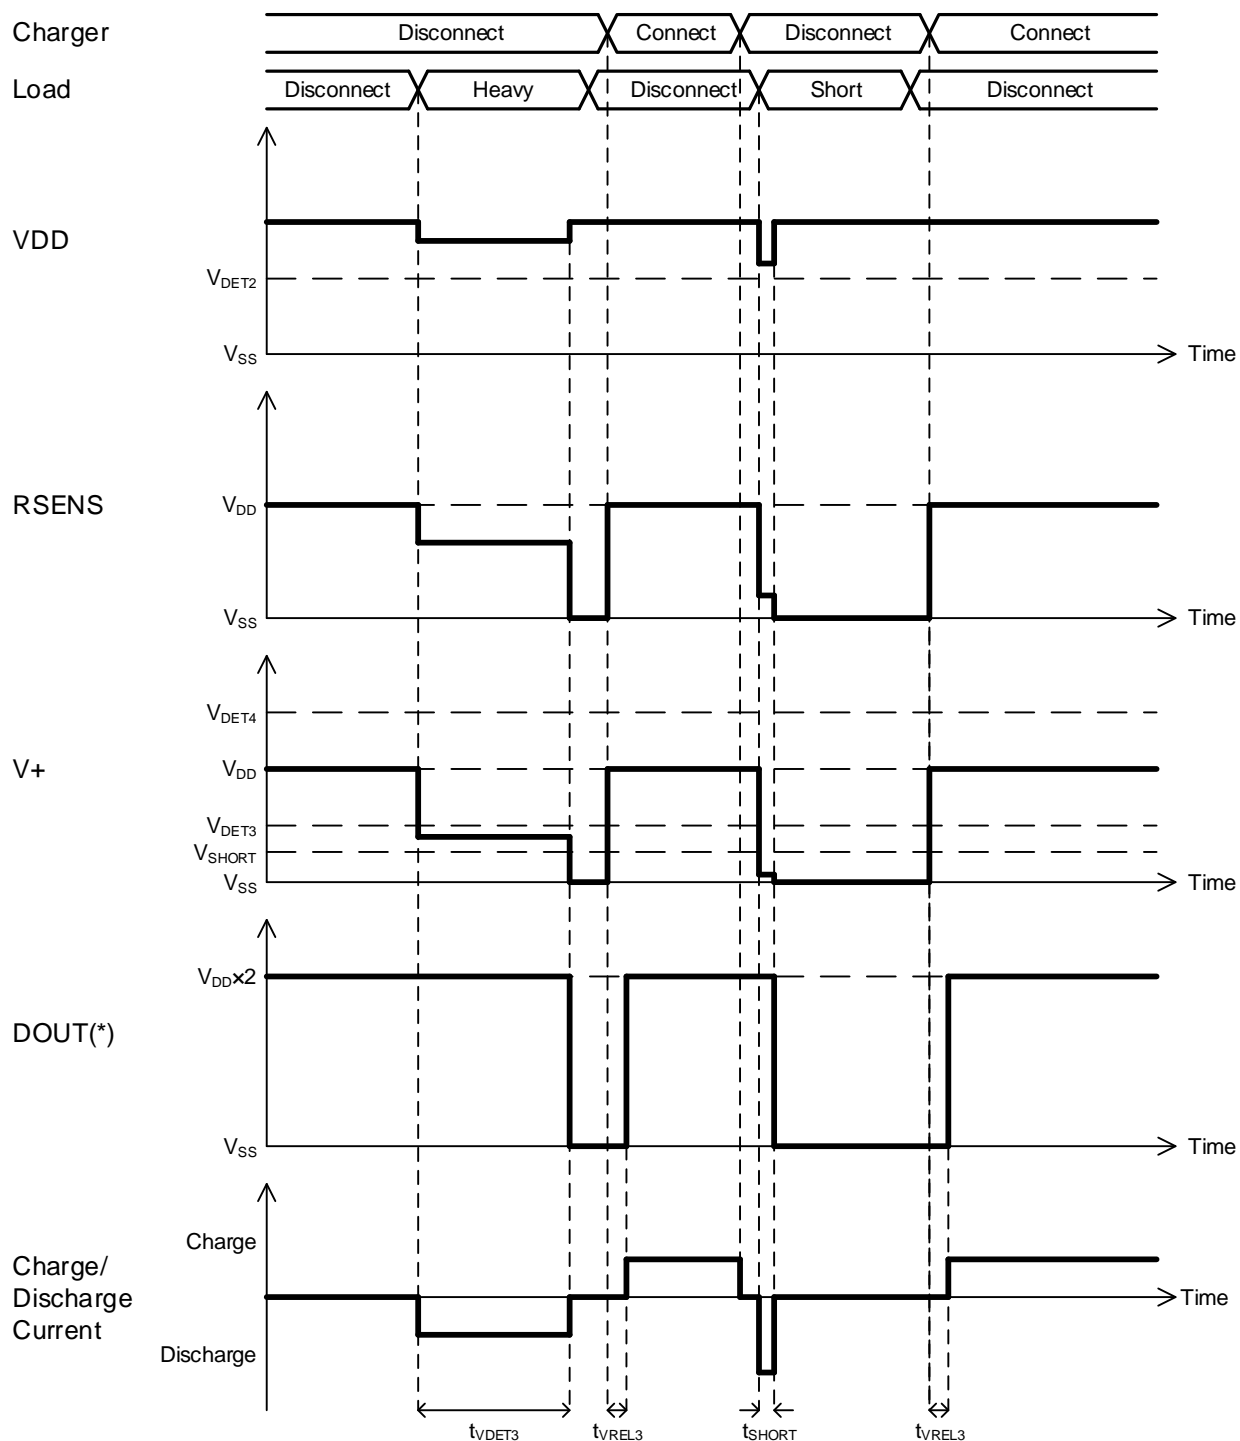 Charger Disconnect Connect Disconnect Connect
Load Disconnect Heavy Disconnect Short Disconnect
VDD
VDET2
VSS Time
RSENS VDD
VSS Time
VDET4
V+ VDD
VDET3
VSHORT
VSS Time
VDD×2
DOUT(*)
VSS Time
Charge
Charge/
Discharge Time
Current
Discharge
tVDET3 tVREL3 tSHORT tVREL3